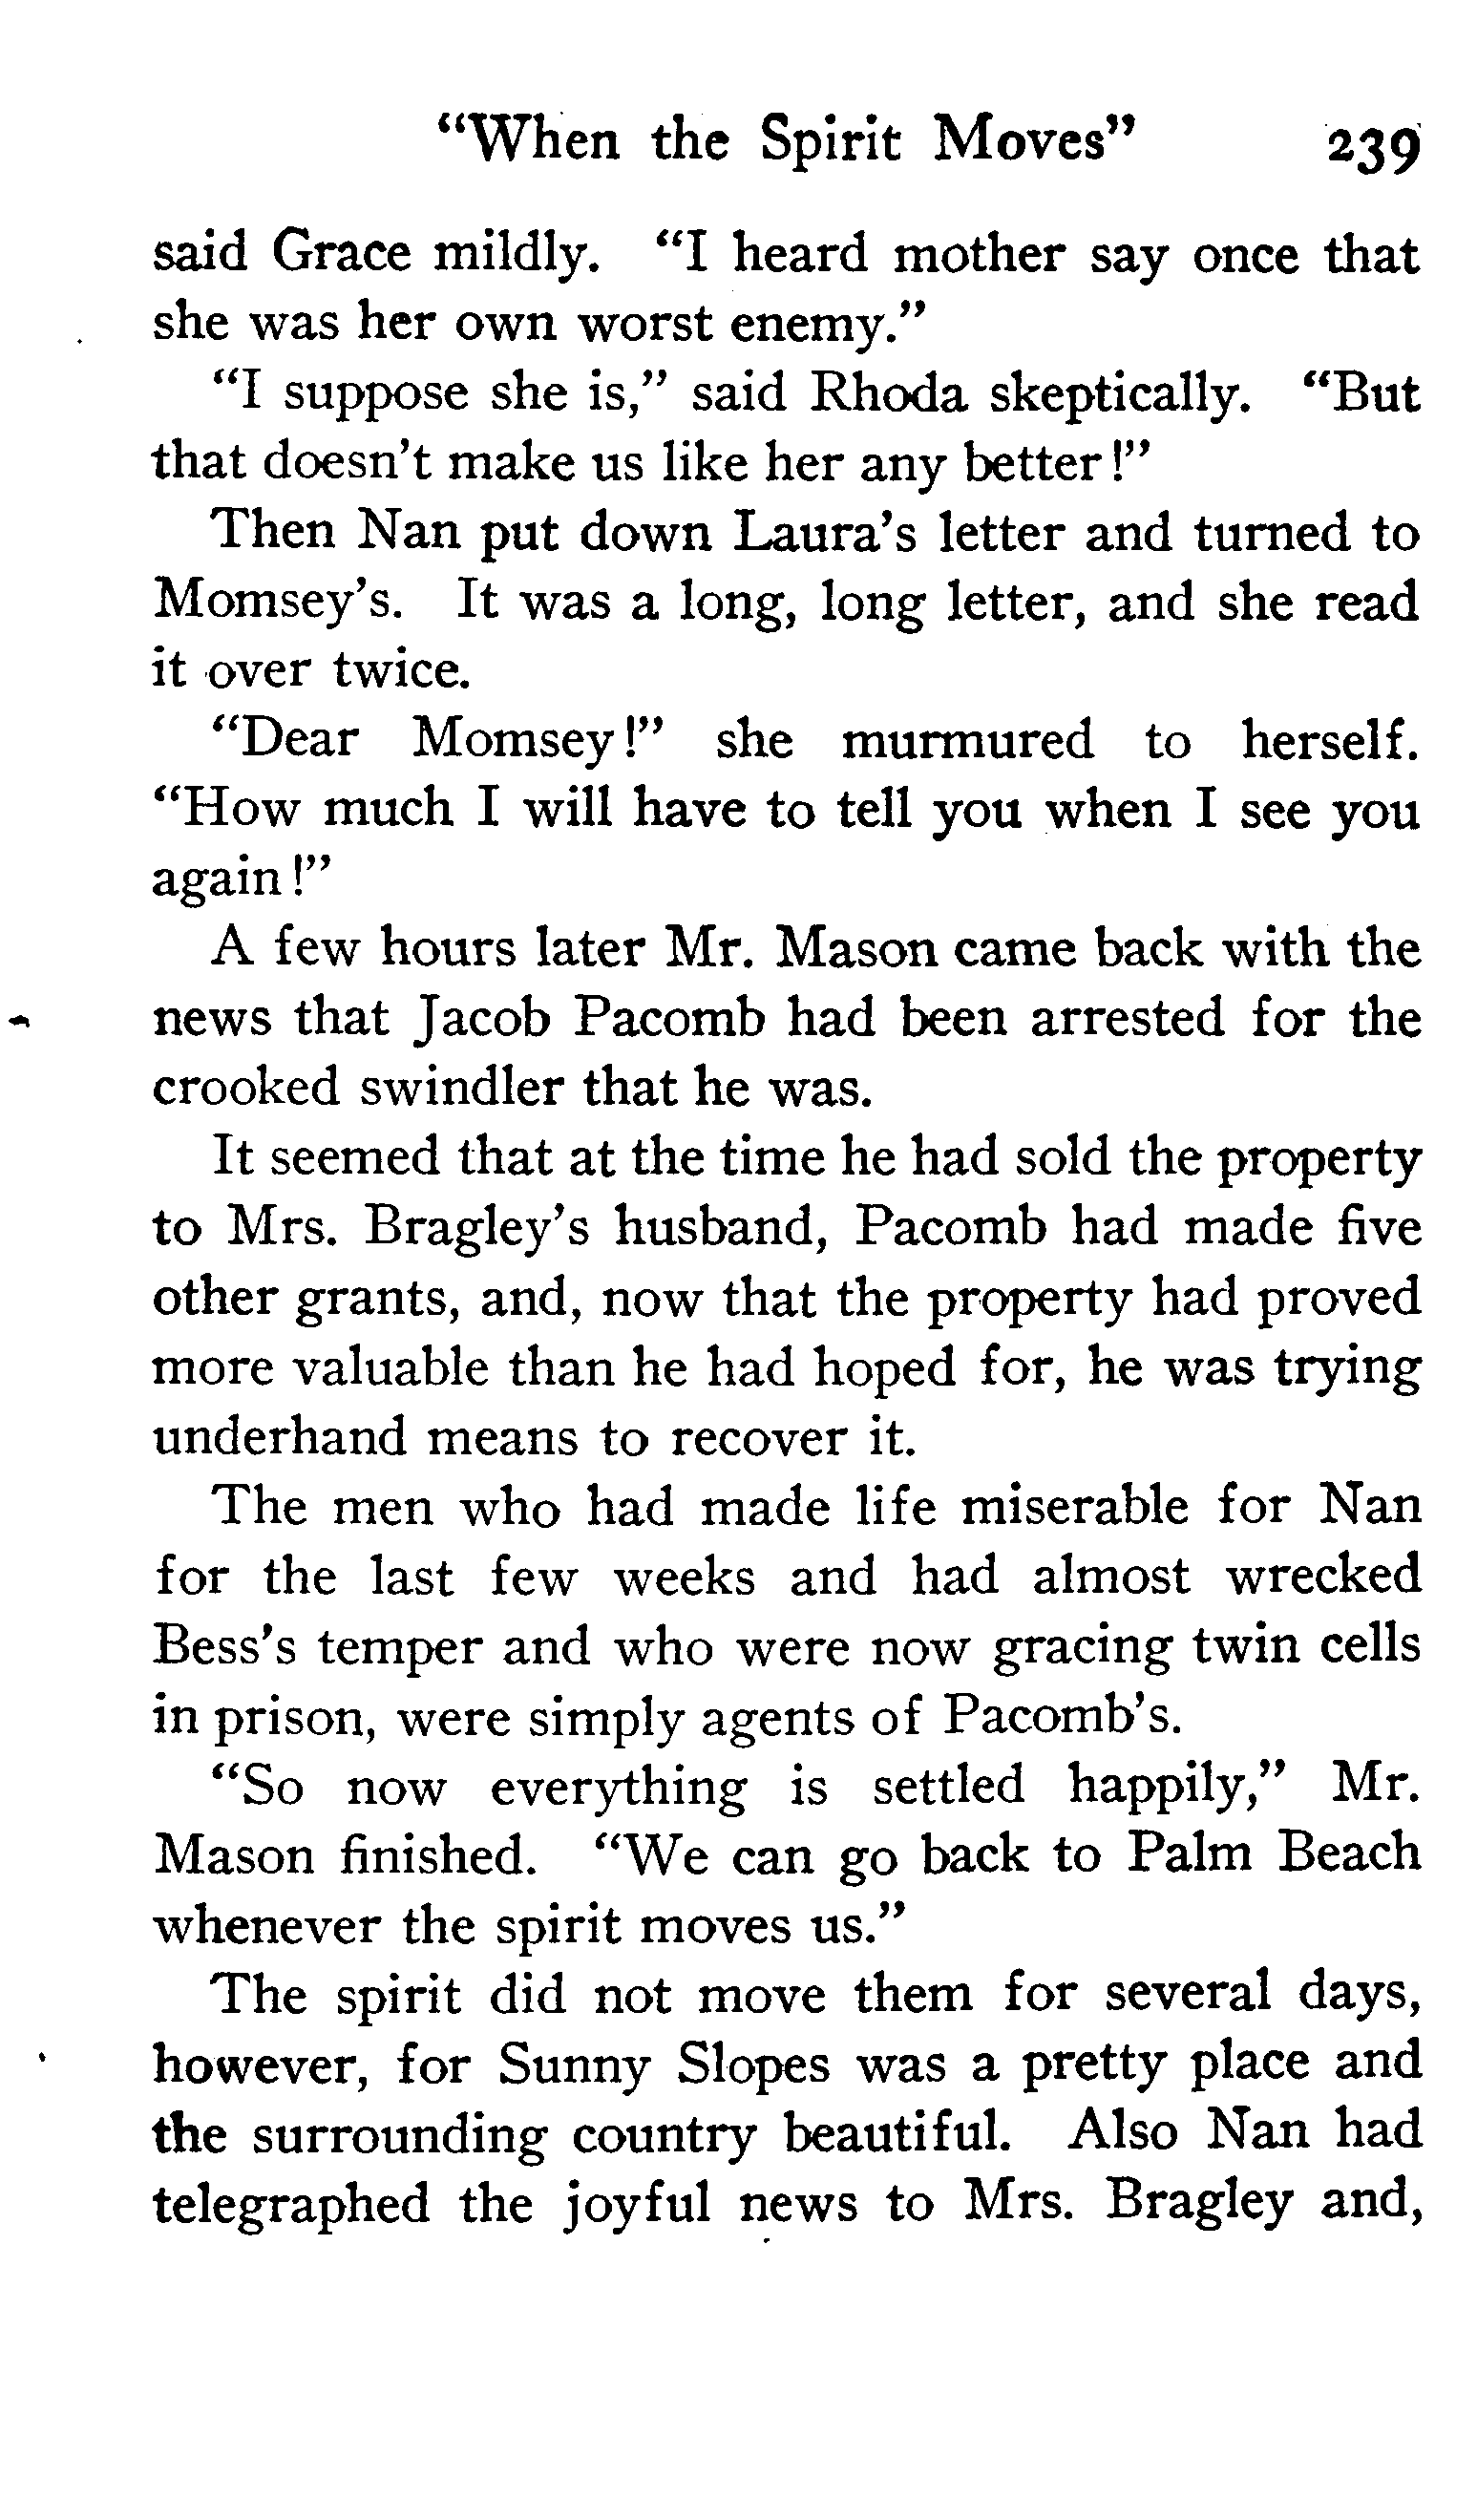 “When the Spirit Moves” 239
said Grace mildly. “I heard mother say once that
she was her own worst enemy.”
“I suppose she is,” said Rhoda skeptically. “But
that doesn’t make us like her any better!”
Then Nan put down Laura’s letter and turned to
Momsey’s. It was a long, long letter, and she read
it over twice.
“Dear Momsey!” she murmured to herself.
“How much I will have to tell you when I see you
again!”
A few hours later Mr. Mason came back with the
news that Jacob Pacomb had been arrested for the
crooked swindler that he was.
It seemed that at the time he had sold the property
to Mrs. Bragley’s husband, Pacomb had made five
other grants, and, now that the property had proved
more valuable than he had hoped for, he was trying
underhand means to recover it.
The men who had made life miserable for Nan
for the last few weeks and had almost wrecked
Bess’s temper and who were now gracing twin cells
in prison, were simply agents of Pacomb’s.
“So now everything is settled happily,” Mr.
Mason finished. “We can go back to Palm Beach
whenever the spirit moves us.”
The spirit did not move them for several days,
however, for Sunny Slopes was a pretty place and
the surrounding country beautiful. Also Nan had
telegraphed the joyful news to Mrs. Bragley and,